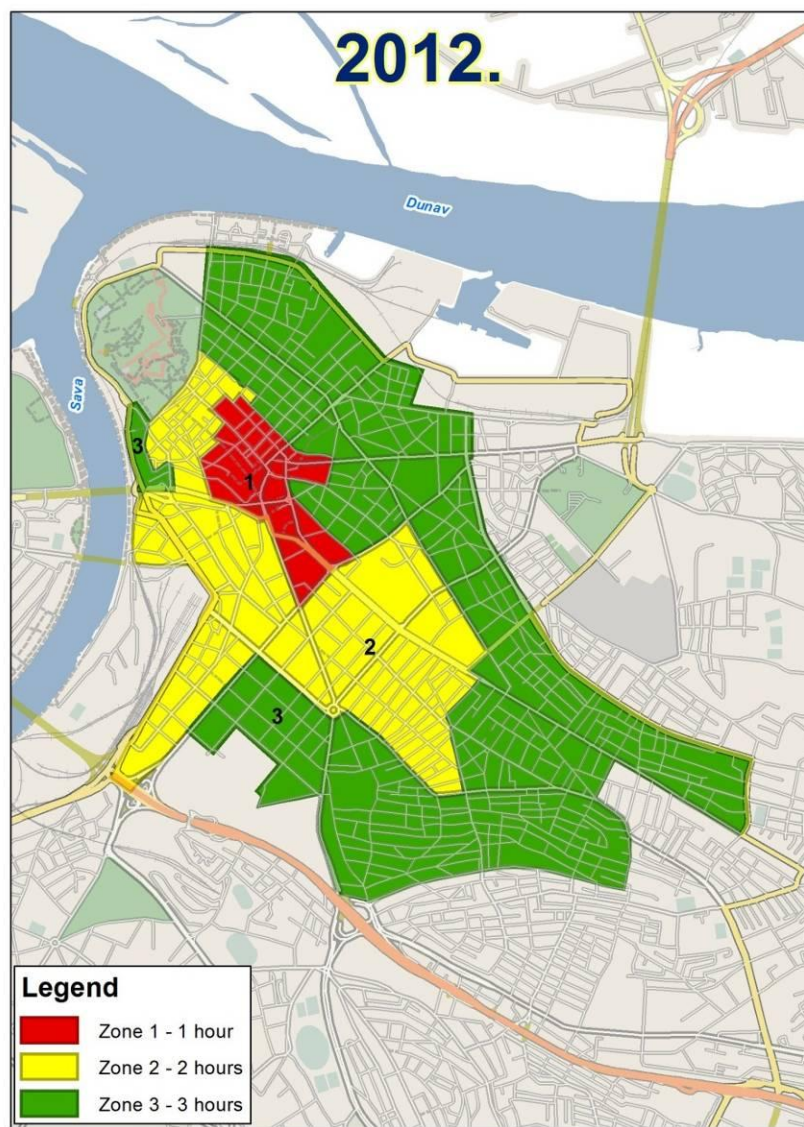 2012.
Dunav
Sava
3
1
2
3
Legend
Zone 1 - 1 hour
Zone 2 - 2 hours
Zone 3 - 3 hours